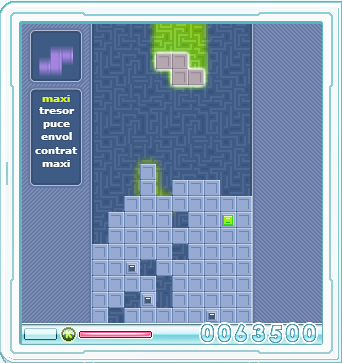 maxi
tresor
puce
envol
contrat
maxi
0063500